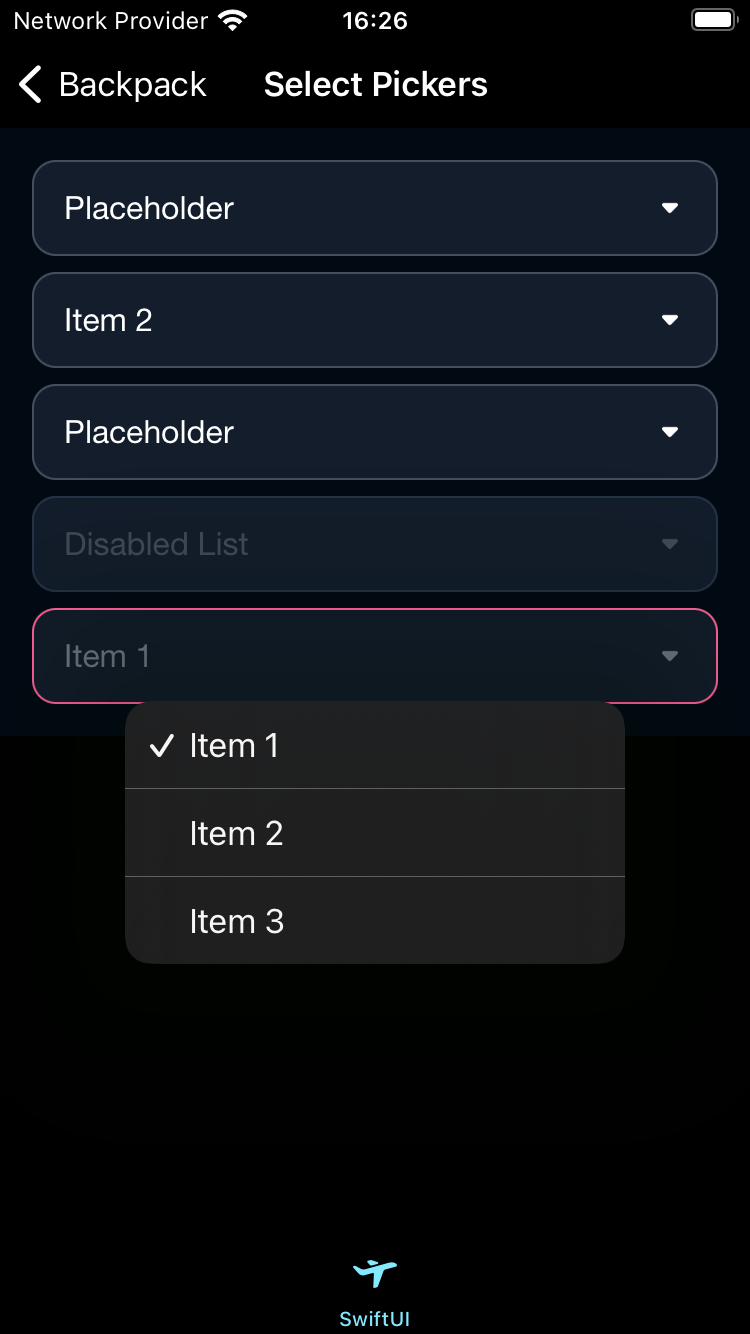 Network Provider 16:26
Backpack Select Pickers
Placeholder
Item 2
Placeholder
Disabled List
Item 1
Item 1
Item 2
Item 3
SwiftUI